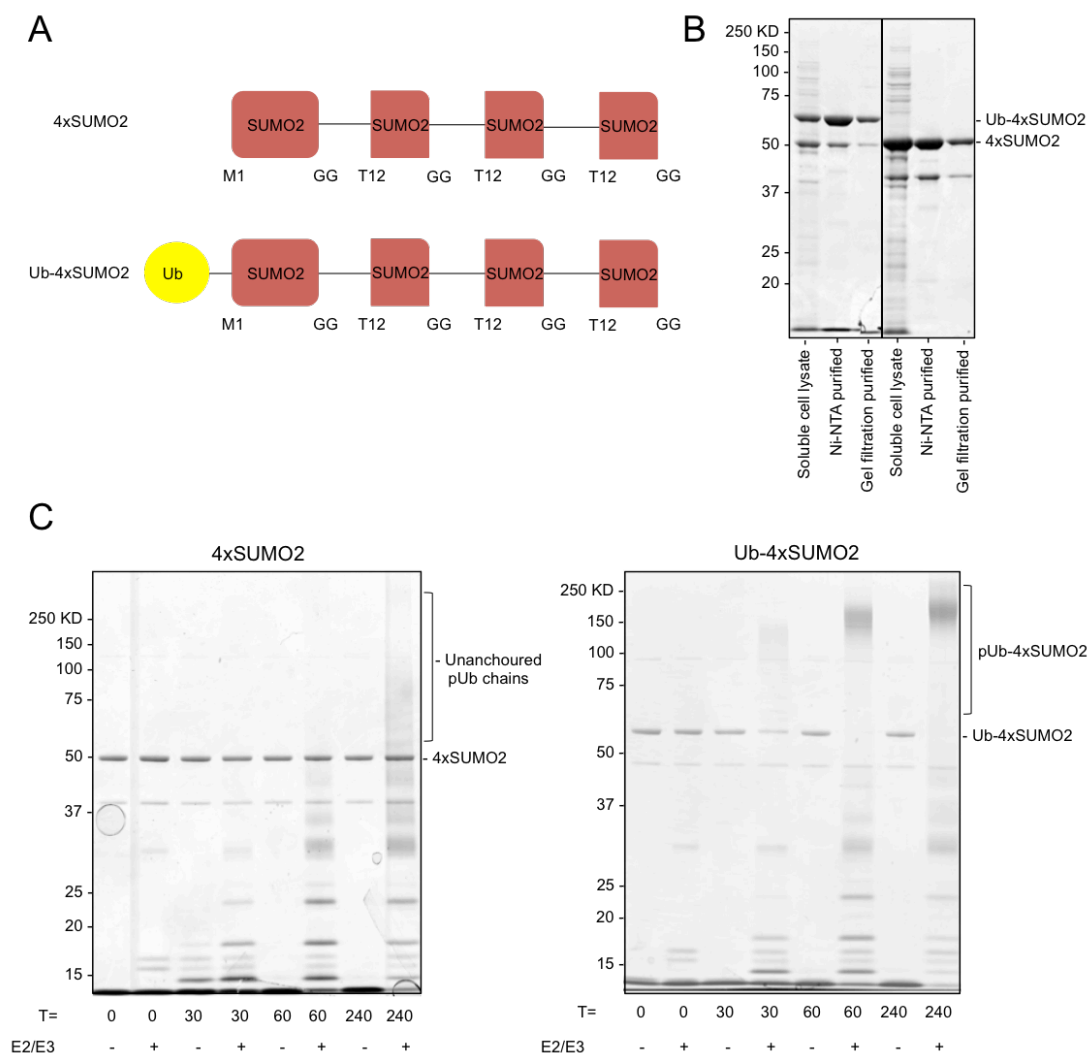 A
4xSUMO2
SUMO2 SUMO2 SUMO2 SUMO2
M1 GG T12 GG T12 GG T12 GG
Ub-4xSUMO2
Ub SUMO2 SUMO2 SUMO2 SUMO2
M1 GG T12 GG T12 GG T12 GG
B
250 KD -
150 -
100 -
75 -
50 -
37 -
25 -
20 -
- Ub-4xSUMO2
- 4xSUMO2
Soluble cell lysate -
Ni-NTA purified -
Gel filtration purified -
Soluble cell lysate -
Ni-NTA purified -
Gel filtration purified -
C
4xSUMO2
250 KD -
150 -
100 -
75 -
50 -
37 -
25 -
20 -
15 -
- Unanchoured
pUb chains
- 4xSUMO2
T= 0 0 30 30 60 60 240 240
E2/E3 - + - + - + - +
Ub-4xSUMO2
250 KD -
150 -
100 -
75 -
50 -
37 -
25 -
20 -
15 -
pUb-4xSUMO2
- Ub-4xSUMO2
0 0 30 30 60 60 240 240
- + - + - + - +